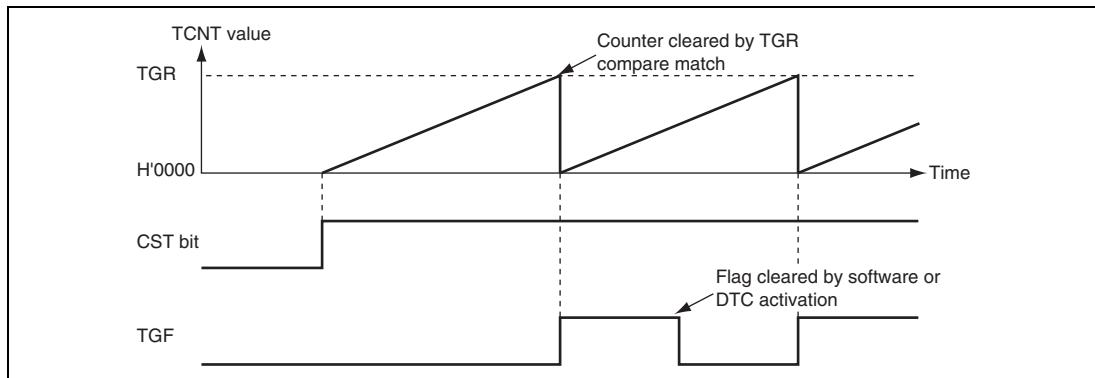 TCNT value
Counter cleared by TGR
compare match
TGR
H'0000
Time
CST bit
Flag cleared by software or
DTC activation
TGF